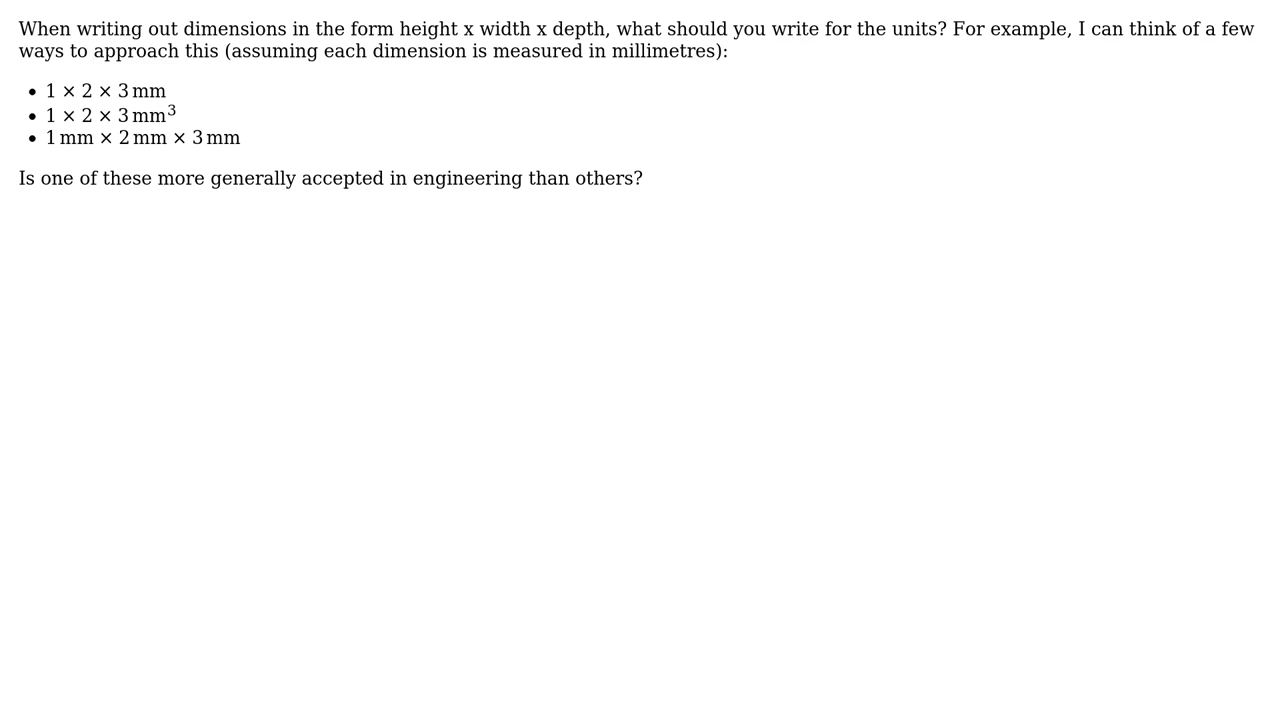 When writing out dimensions in the form height x width x depth, what should you write for the units? For example, I can think of a few
ways to approach this (assuming each dimension is measured in millimetres):
• 1 × 2 × 3 mm
• 1 × 2 × 3 mm³
• 1 mm × 2 mm × 3 mm
Is one of these more generally accepted in engineering than others?